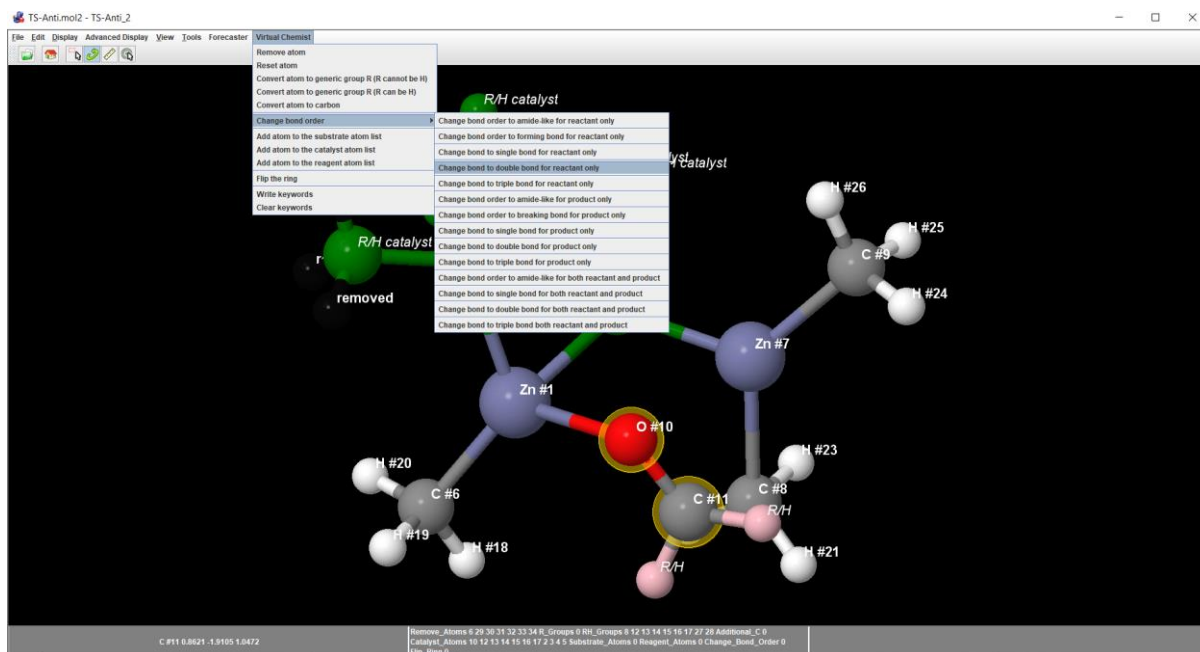 TS-Anti.mol2 - TS-Anti_2
File Edit Display Advanced Display View Tools Forecaster Virtual Chemist
Remove atom
Reset atom
Convert atom to generic group R (R cannot be H)
Convert atom to generic group R (R can be H)
Convert atom to carbon
Change bond order
Add atom to the substrate atom list
Add atom to the catalyst atom list
Add atom to the reagent atom list
Flip the ring
Write keywords
Clear keywords
Change bond order to amide-like for reactant only
Change bond order to forming bond for reactant only
Change bond to single bond for reactant only
Change bond to double bond for reactant only
Change bond to triple bond for reactant only
Change bond order to amide-like for product only
Change bond order to breaking bond for product only
Change bond to single bond for product only
Change bond to double bond for product only
Change bond to triple bond for product only
Change bond order to amide-like for both reactant and product
Change bond to single bond for both reactant and product
Change bond to double bond for both reactant and product
Change bond to triple bond both reactant and product
R/H catalyst
catalyst
H #26
H #25
C #9
H #24
R/H catalyst
removed
Zn #7
Zn #1
O #10
H #23
H #20
C #6
C #8
C #11
R/H
H #19
H #18
H #21
R/H
C #11 0.8621 -1.9105 1.0472
Remove_Atoms 6 29 30 31 32 33 34 R_Groups 0 RH_Groups 8 12 13 14 15 16 17 27 28 Additional_C 0
Catalyst_Atoms 10 12 13 14 15 16 17 2 3 4 5 Substrate_Atoms 0 Reagent_Atoms 0 Change_Bond_Order 0
Flip_Ring 0